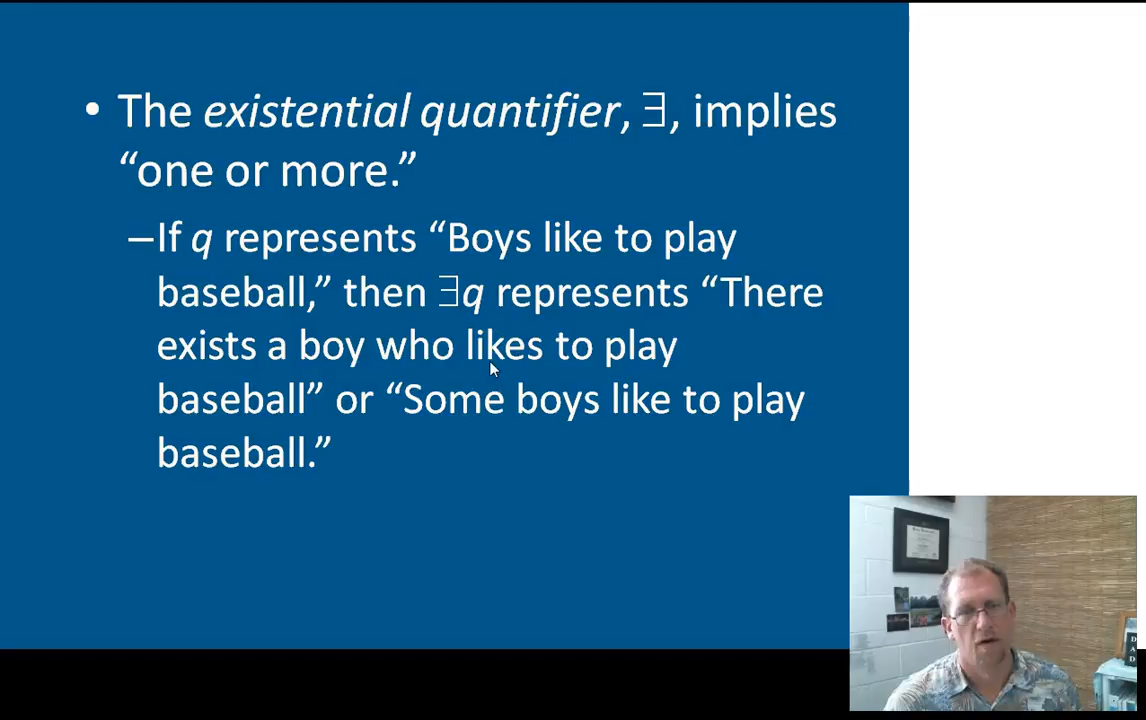 • The existential quantifier, ∃, implies
“one or more.”
–If q represents “Boys like to play
baseball,” then ∃q represents “There
exists a boy who likes to play
baseball” or “Some boys like to play
baseball.”
D
A
D